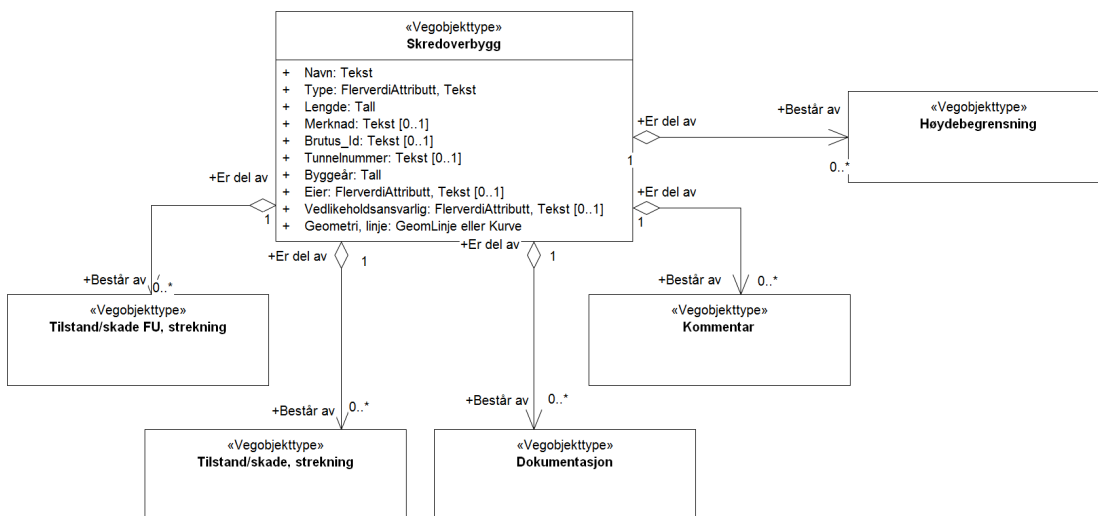 «Vegobjekttype»
Skredoverbygg
+ Navn: Tekst
+ Type: FlerverdiAttributt, Tekst
+ Lengde: Tall
+ Merknad: Tekst [0..1]
+ Brutus_Id: Tekst [0..1]
+ Tunnelnummer: Tekst [0..1]
+ Byggeår: Tall
+ Eier: FlerverdiAttributt, Tekst [0..1]
+ Vedlikeholdsansvarlig: FlerverdiAttributt, Tekst [0..1]
+ Geometri, linje: GeomLinje eller Kurve
+Er del av
1
+Består av
0..*
«Vegobjekttype»
Høydebegrensning
+Er del av
1
+Består av
0..*
«Vegobjekttype»
Kommentar
+Er del av
1
+Består av
0..*
«Vegobjekttype»
Tilstand/skade FU, strekning
+Er del av
1
+Består av
0..*
«Vegobjekttype»
Tilstand/skade, strekning
+Er del av
1
+Består av
0..*
«Vegobjekttype»
Dokumentasjon